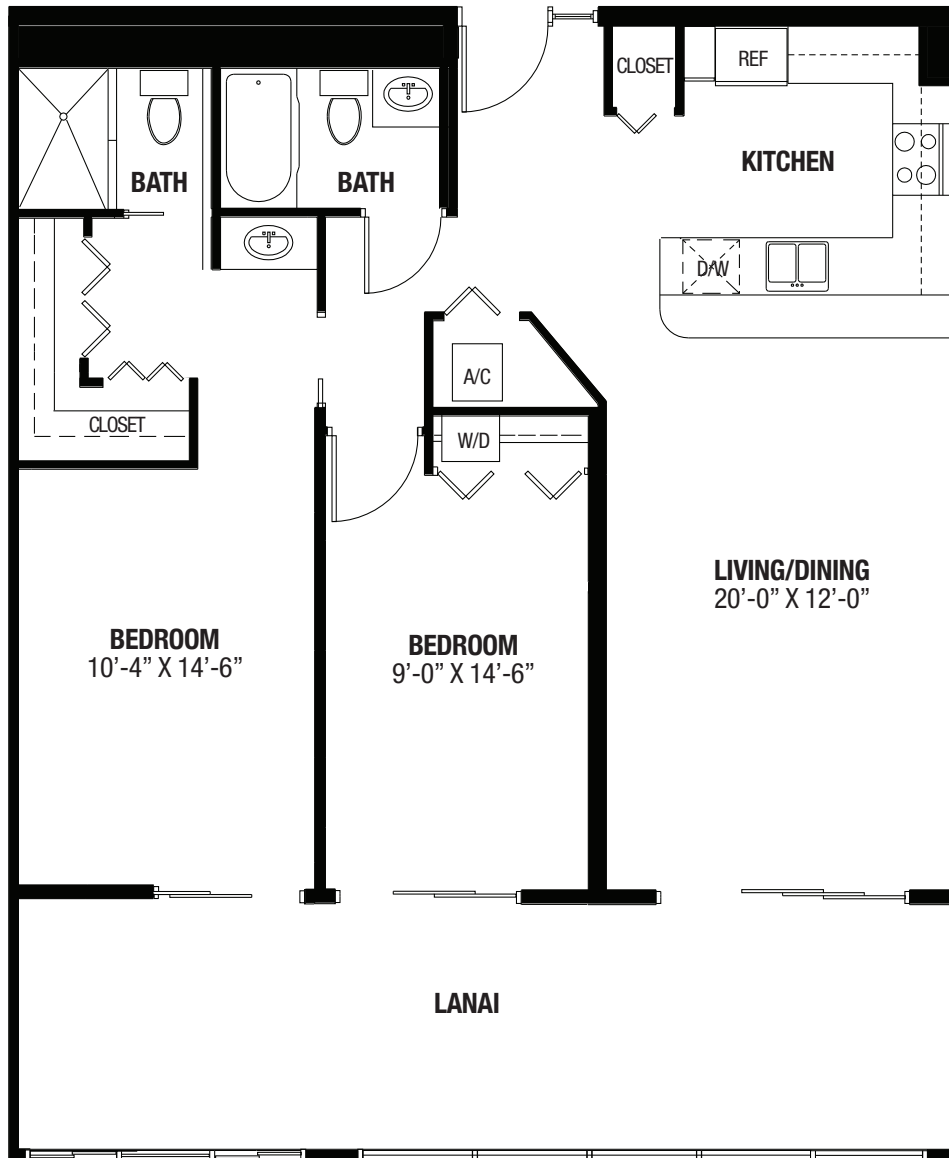 CLOSET
REF
KITCHEN
BATH
BATH
D/W
A/C
CLOSET
W/D
LIVING/DINING
20’-0” X 12’-0”
BEDROOM
10’-4” X 14’-6”
BEDROOM
9’-0” X 14’-6”
LANAI